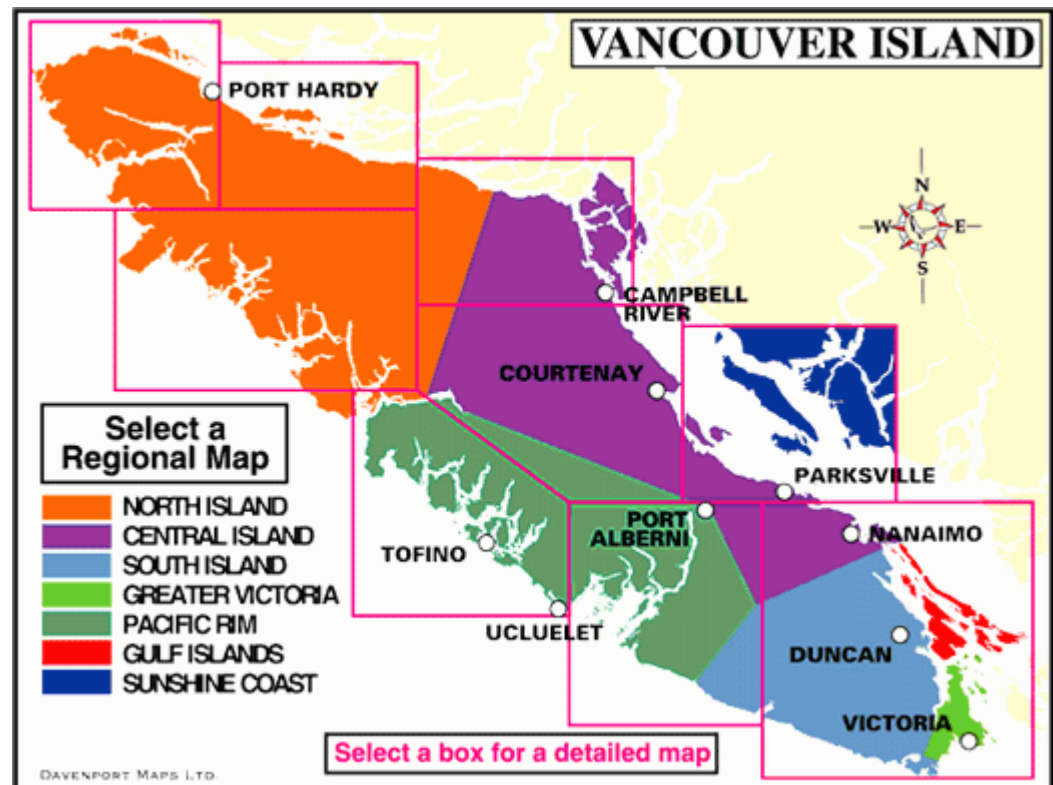 VANCOUVER ISLAND
PORT HARDY
N
W
E
S
CAMPBELL
RIVER
COURTENAY
Select a
Regional Map
PARKSVILLE
NORTH ISLAND
CENTRAL ISLAND
SOUTH ISLAND
GREATER VICTORIA
PACIFIC RIM
GULF ISLANDS
SUNSHINE COAST
PORT
ALBERNI
NANAIMO
TOFINO
UCLUELET
DUNCAN
VICTORIA
Select a box for a detailed map
DAVENPORT MAPS LTD.